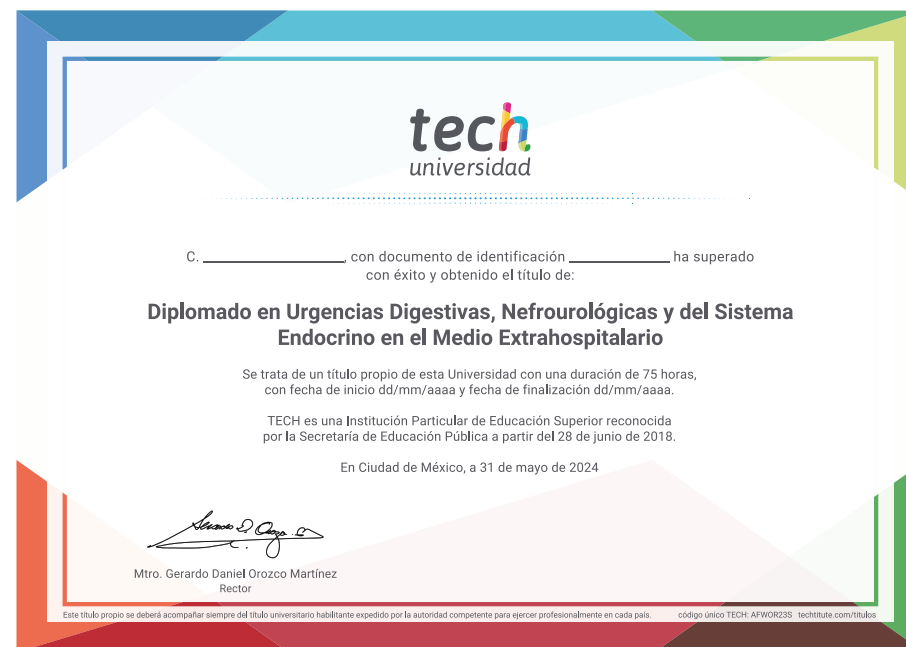 tech
universidad
C. ____________, con documento de identificación ____________ ha superado
con éxito y obtenido el título de:
Diplomado en Urgencias Digestivas, Nefrourológicas y del Sistema
Endocrino en el Medio Extrahospitalario
Se trata de un título propio de esta Universidad con una duración de 75 horas,
con fecha de inicio dd/mm/aaaa y fecha de finalización dd/mm/aaaa.
TECH es una Institución Particular de Educación Superior reconocida
por la Secretaría de Educación Pública a partir del 28 de junio de 2018.
En Ciudad de México, a 31 de mayo de 2024
Mtro. Gerardo Daniel Orozco Martínez
Rector
Este título propio se deberá acompañar siempre del título universitario habilitante expedido por la autoridad competente para ejercer profesionalmente en cada país. código único TECH: AFWOR23S techtitute.com/titulos